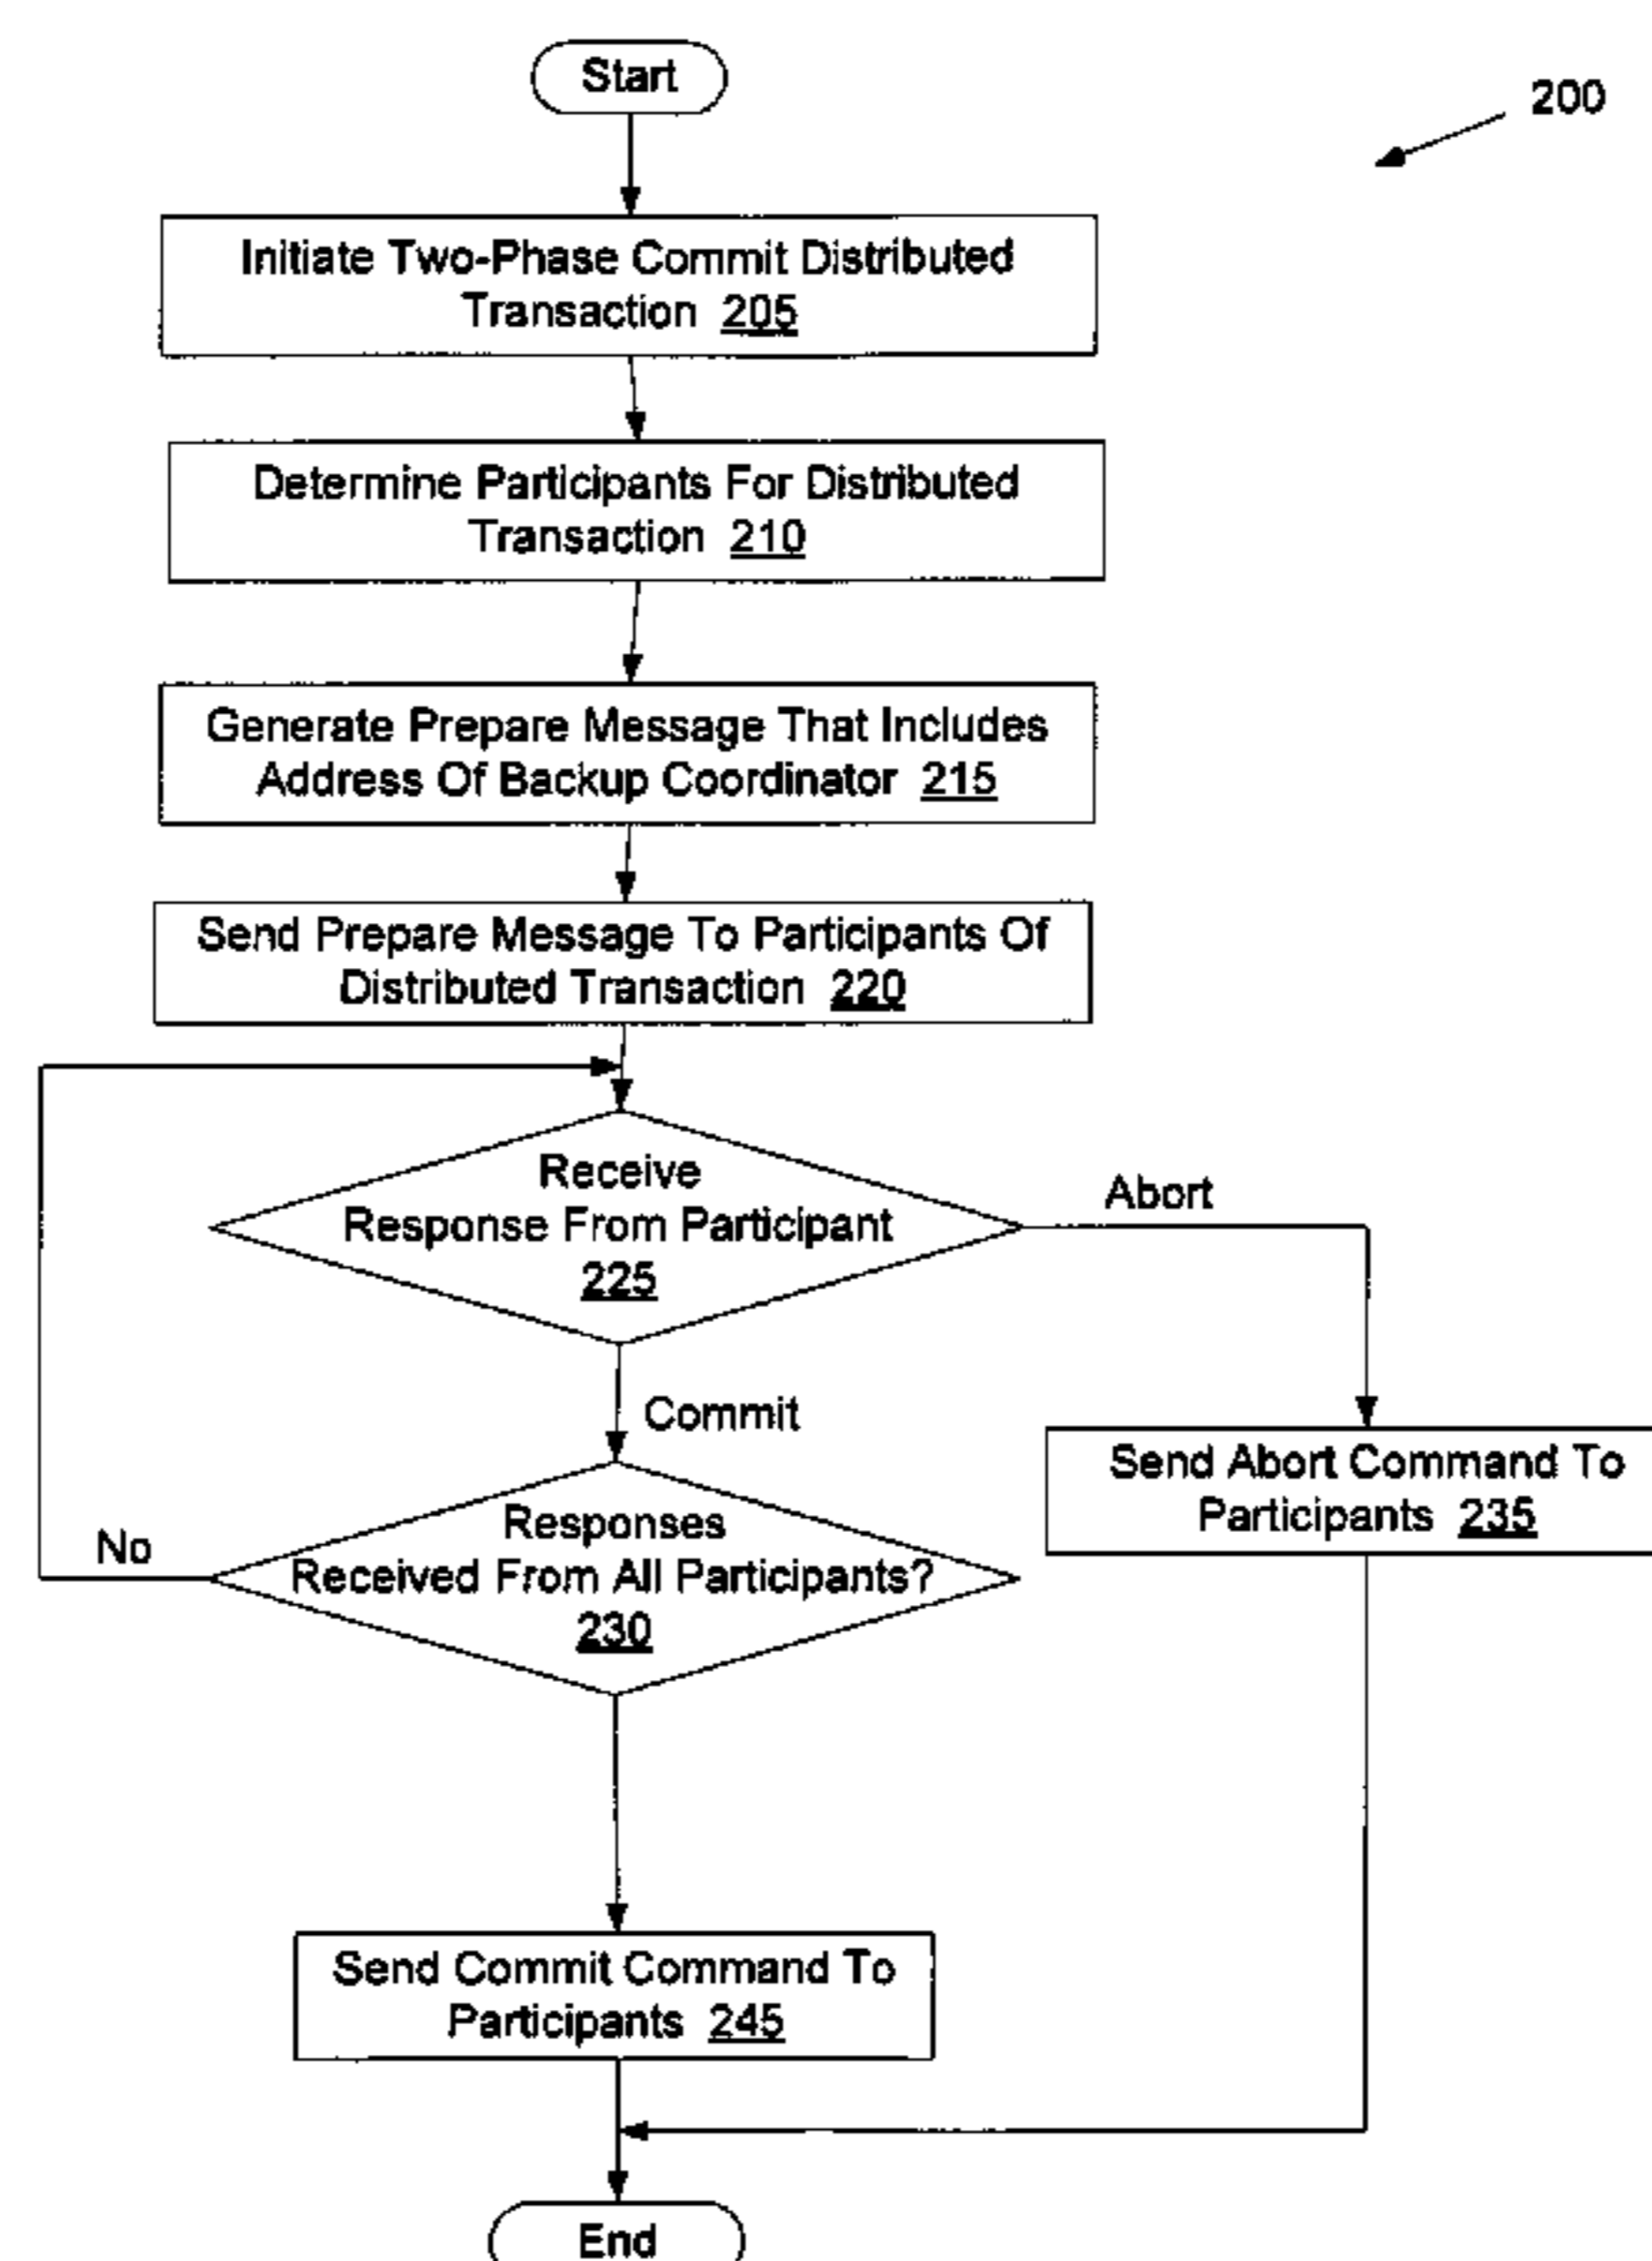 Start
200
Initiate Two-Phase Commit Distributed
Transaction 205
Determine Participants For Distributed
Transaction 210
Generate Prepare Message That Includes
Address Of Backup Coordinator 215
Send Prepare Message To Participants Of
Distributed Transaction 220
Receive
Response From Participant
225
Abort
Commit
Send Abort Command To
Participants 235
Responses
Received From All Participants?
230
No
Send Commit Command To
Participants 245
End